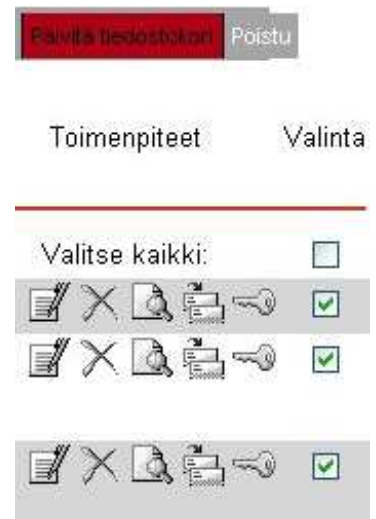 Päivitä tiedostokori Poistu
Toimenpiteet Valinta
Valitse kaikki: